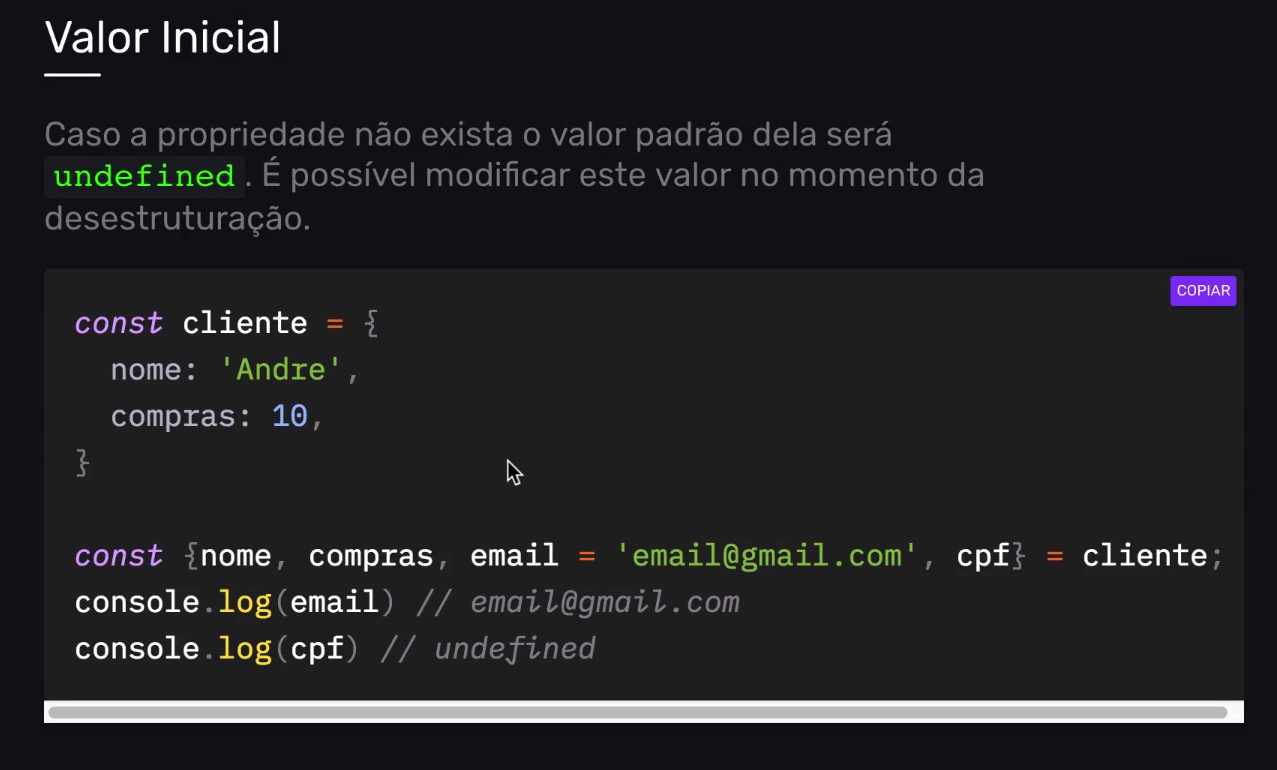 Valor Inicial
Caso a propriedade não exista o valor padrão dela será
undefined. É possível modificar este valor no momento da
desestruturação.
COPIAR
const cliente = {
  nome: 'Andre',
  compras: 10,
}
const {nome, compras, email = 'email@gmail.com', cpf} = cliente;
console.log(email) // email@gmail.com
console.log(cpf) // undefined